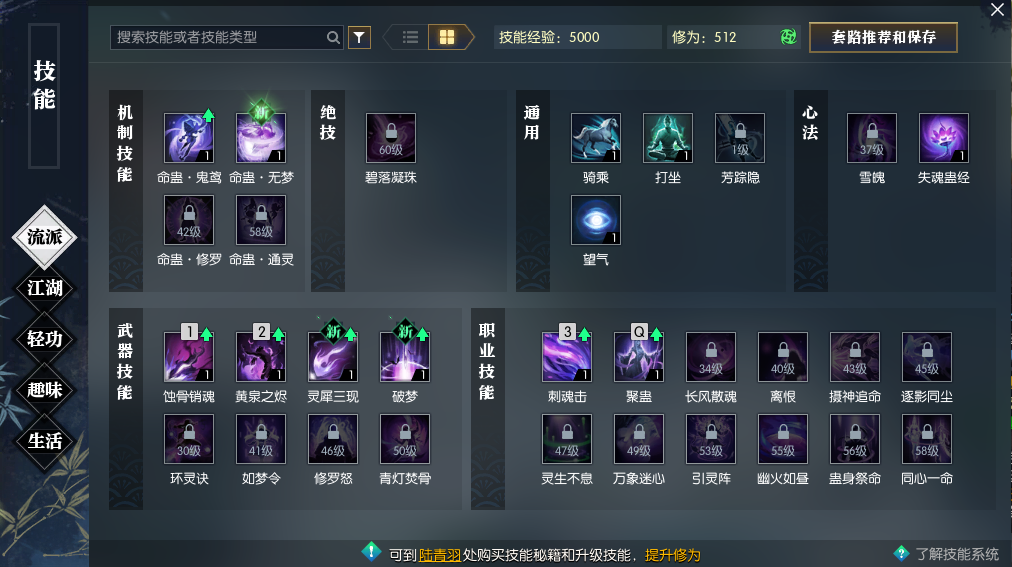 搜索技能或者技能类型
技能经验：5000
修为：512
套路推荐和保存
技能
流派
江湖
轻功
趣味
生活
机制技能
1
新
1
命蛊·鬼鸢
命蛊·无梦
42级
58级
命蛊·修罗
命蛊·通灵
绝技
60级
碧落凝珠
通用
1
1
1级
骑乘
打坐
芳踪隐
1
望气
心法
37级
1
雪魄
失魂蛊经
武器技能
1
2
新
新
1
1
1
1
蚀骨销魂
黄泉之烬
灵犀三现
破梦
30级
41级
46级
50级
环灵诀
如梦令
修罗怒
青灯焚骨
职业技能
3
Q
1
1
34级
40级
43级
45级
刺魂击
聚蛊
长风散魂
离恨
摄神追命
逐影同尘
47级
49级
53级
55级
56级
58级
灵生不息
万象迷心
引灵阵
幽火如昼
蛊身祭命
同心一命
可到陆青羽处购买技能秘籍和升级技能，提升修为
了解技能系统